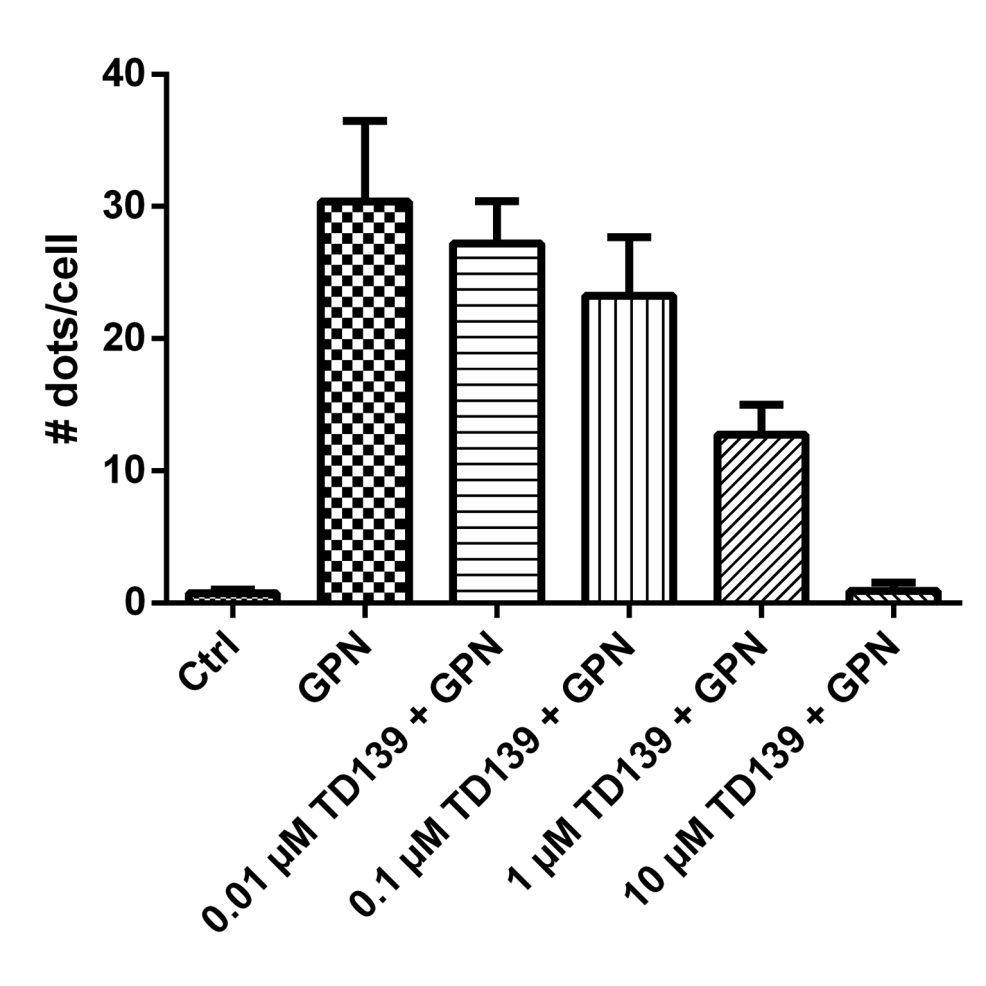 # dots/cell
40
30
20
10
0
Ctrl
GPN
0.01 µM TD139 + GPN
0.1 µM TD139 + GPN
1 µM TD139 + GPN
10 µM TD139 + GPN